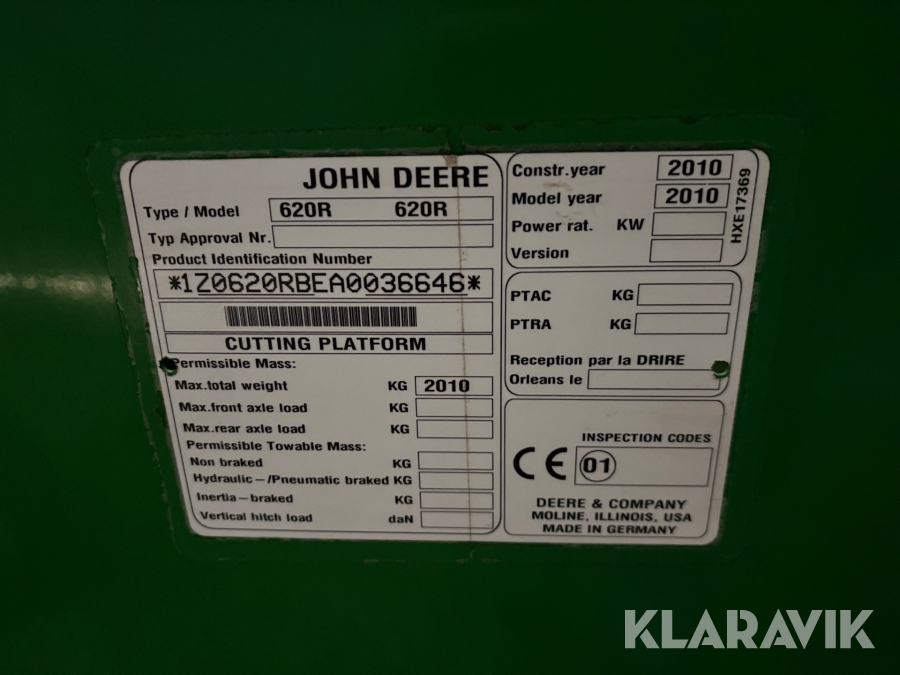 JOHN DEERE
Type / Model 620R 620R
Typ Approval Nr.
Product Identification Number
*1Z0620RBEA0036646*
CUTTING PLATFORM
Permissible Mass:
Max.total weight KG 2010
Max.front axle load KG
Max.rear axle load KG
Permissible Towable Mass:
Non braked KG
Hydraulic-/Pneumatic braked KG
Inertia-braked KG
Vertical hitch load daN
Constr.year 2010
Model year 2010
Power rat. KW
Version
HXE17369
PTAC KG
PTRA KG
Reception par la DRIRE
Orleans le
INSPECTION CODES
CE 01
DEERE & COMPANY
MOLINE, ILLINOIS, USA
MADE IN GERMANY
KLARAVIK